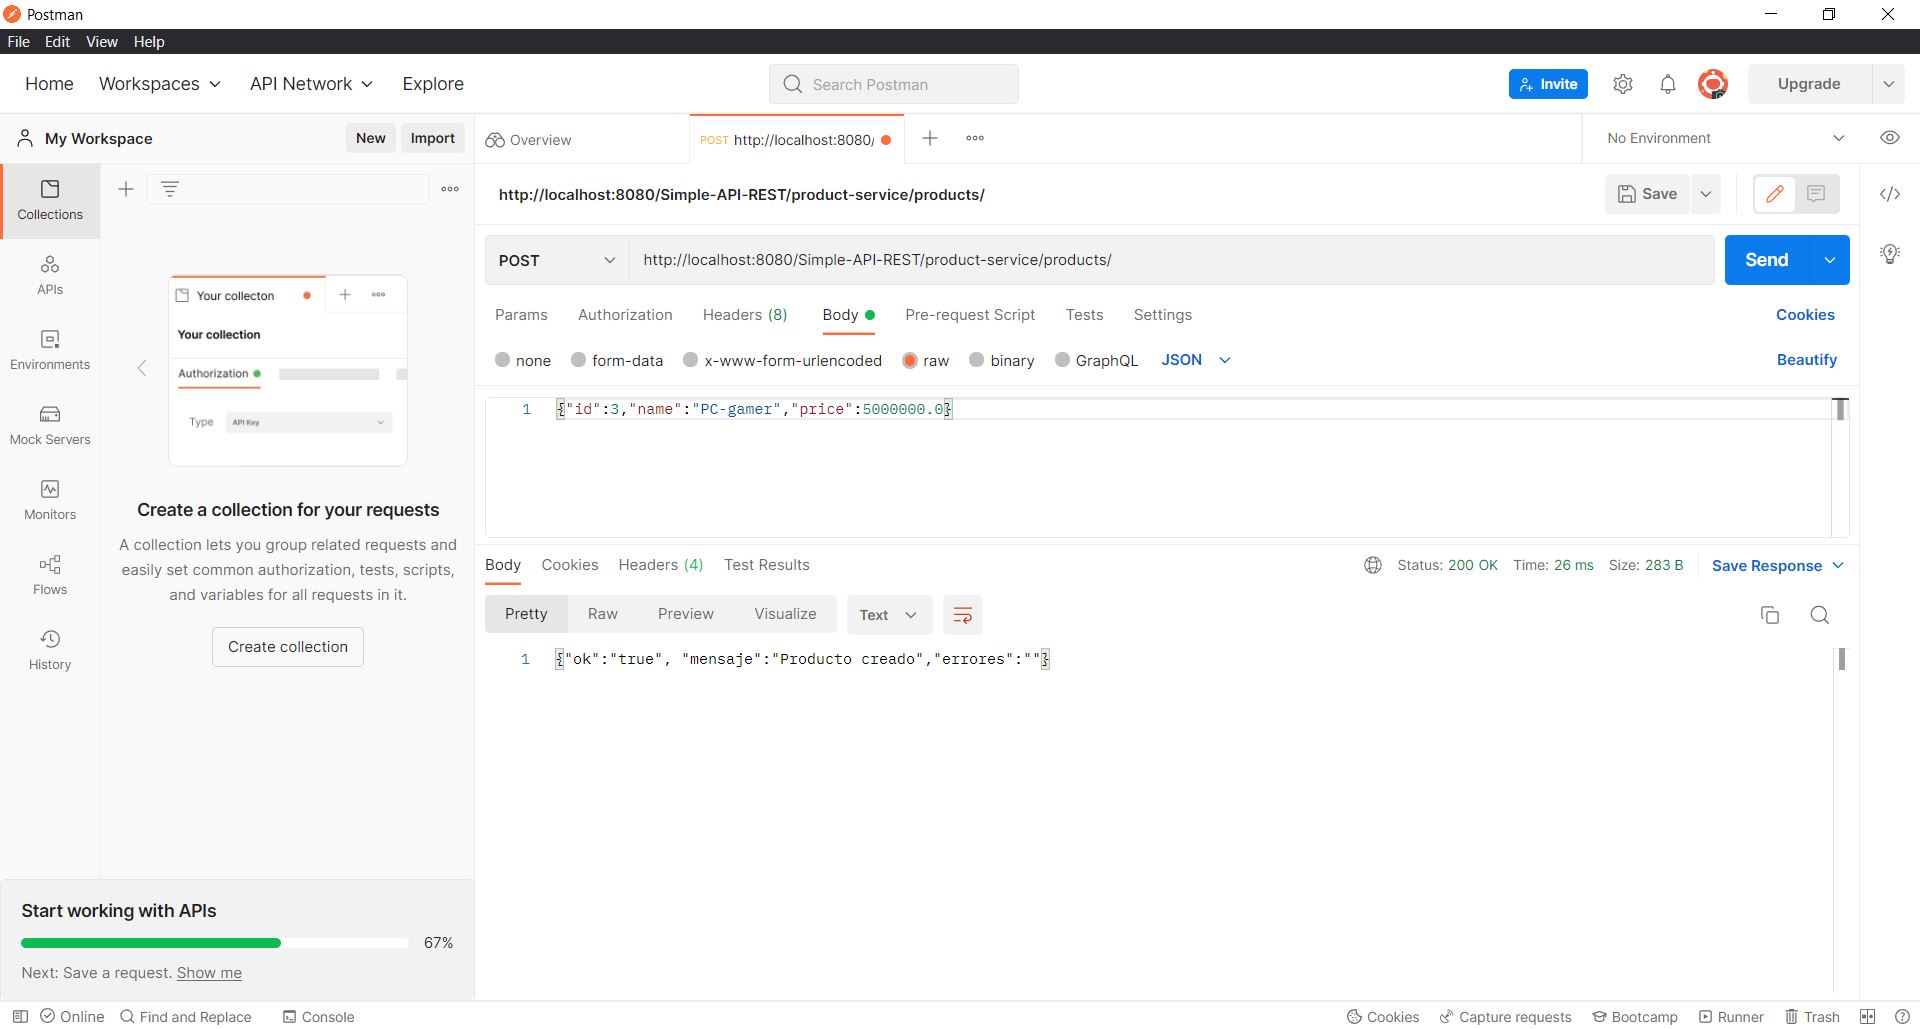 Postman
File Edit View Help
Home Workspaces API Network Explore
Search Postman
Invite
Upgrade
My Workspace
New Import
Overview
POST http://localhost:8080/
No Environment
Collections
APIs
Environments
Mock Servers
Monitors
Flows
History
Your collecton
Your collection
Authorization
Type API Key
Create a collection for your requests
A collection lets you group related requests and
easily set common authorization, tests, scripts,
and variables for all requests in it.
Create collection
Start working with APIs
67%
Next: Save a request. Show me
http://localhost:8080/Simple-API-REST/product-service/products/
Save
POST http://localhost:8080/Simple-API-REST/product-service/products/
Send
Params Authorization Headers (8) Body Pre-request Script Tests Settings Cookies
none form-data x-www-form-urlencoded raw binary GraphQL JSON Beautify
1 {"id":3,"name":"PC-gamer","price":5000000.0}
Body Cookies Headers (4) Test Results Status: 200 OK Time: 26 ms Size: 283 B Save Response
Pretty Raw Preview Visualize Text
1 {"ok":"true", "mensaje":"Producto creado","errores":""}
Online Find and Replace Console Cookies Capture requests Bootcamp Runner Trash